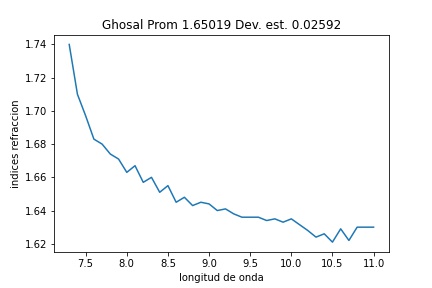 Ghosal Prom 1.65019 Dev. est. 0.02592
indices refraccion
1.74
1.72
1.70
1.68
1.66
1.64
1.62
7.5 8.0 8.5 9.0 9.5 10.0 10.5 11.0
longitud de onda